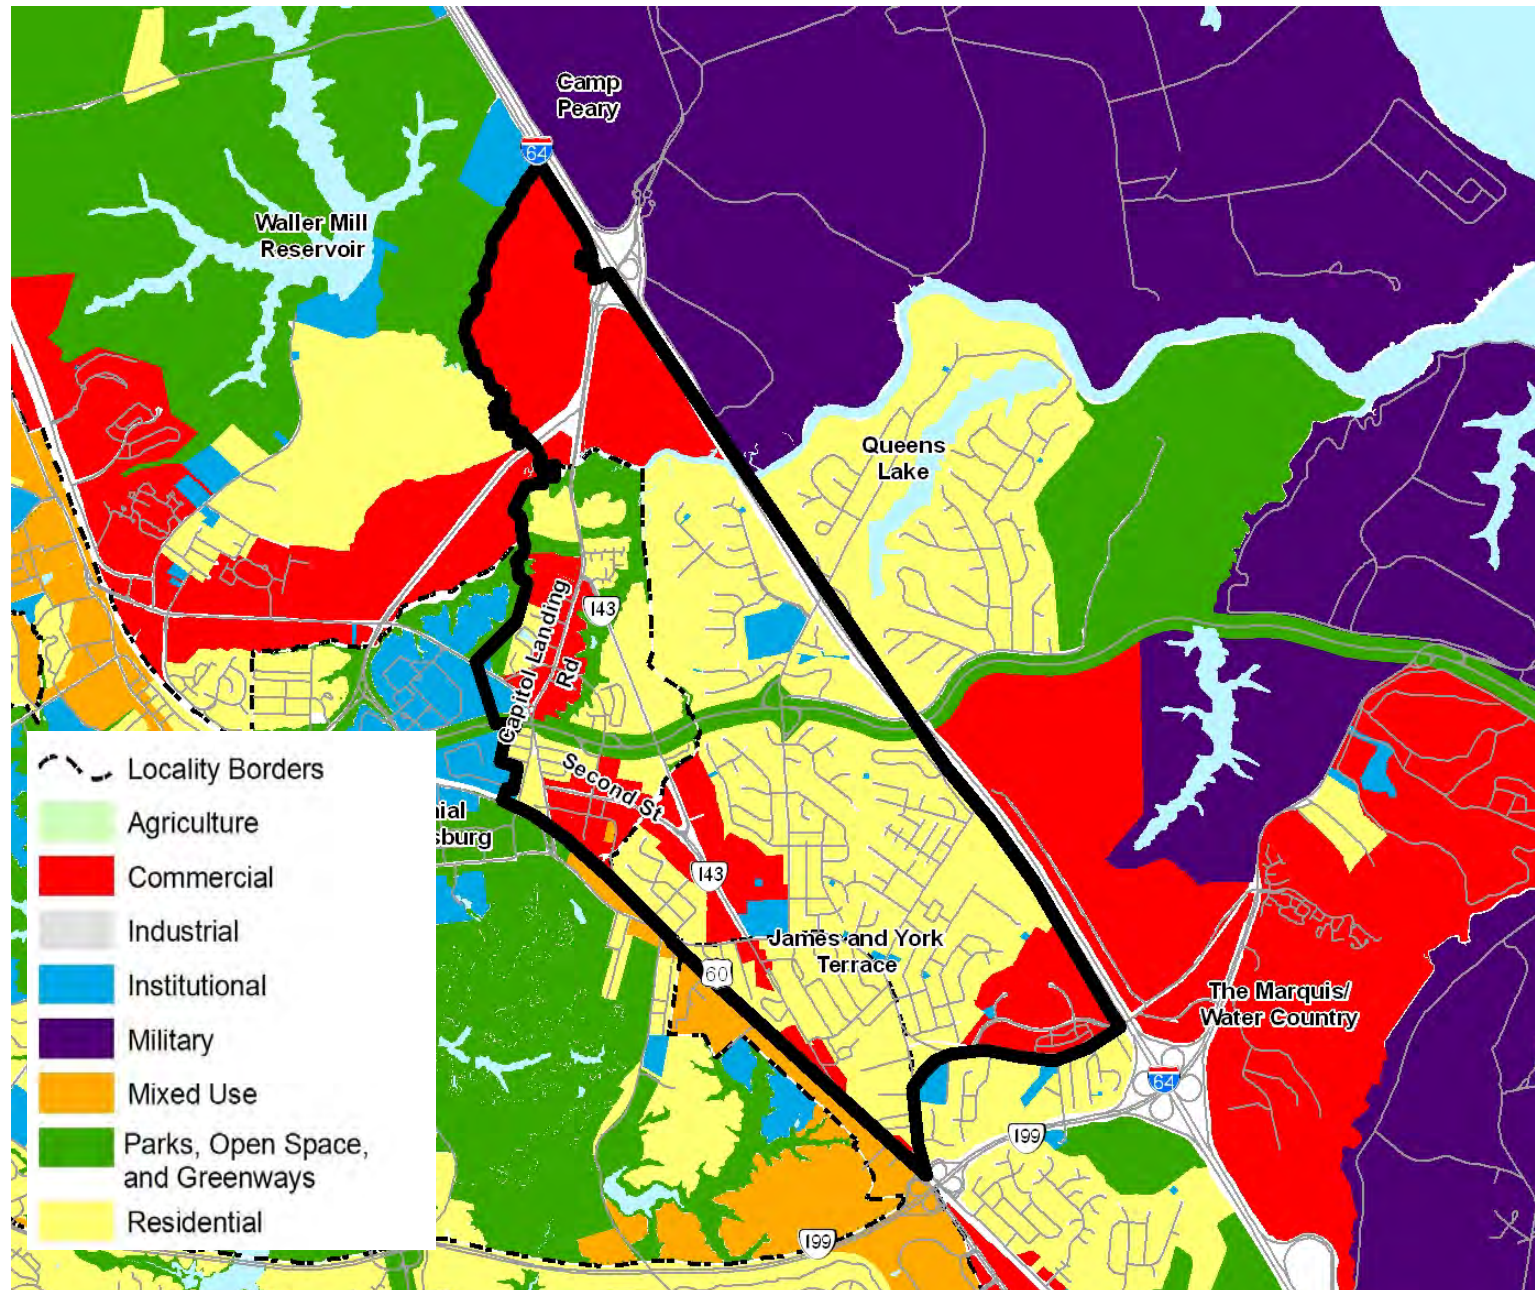 Camp
Peary
64
Waller Mill
Reservoir
Queens
Lake
143
Capitol Landing
Rd
Second St
nial
sburg
143
James and York
Terrace
60
The Marquis/
Water Country
64
199
199
Locality Borders
Agriculture
Commercial
Industrial
Institutional
Military
Mixed Use
Parks, Open Space,
and Greenways
Residential